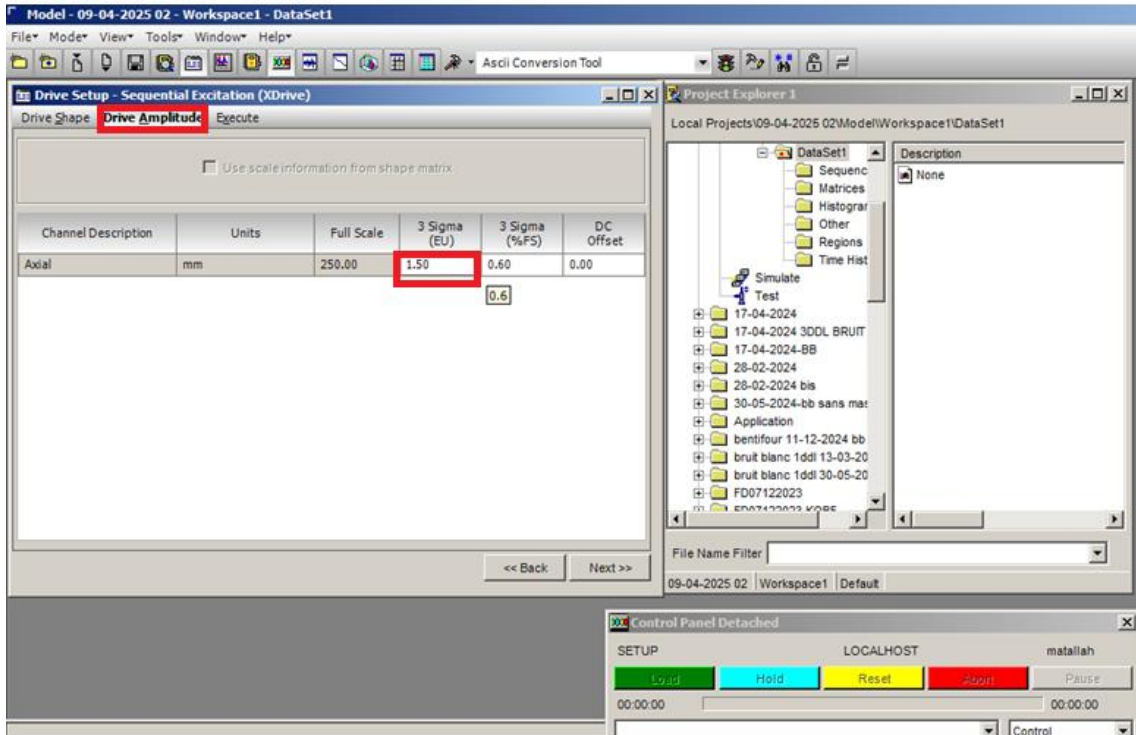 Model - 09-04-2025 02 - Workspace1 - DataSet1
File Mode View Tools Window Help
Ascii Conversion Tool
Drive Setup - Sequential Excitation (XDrive)
Drive Shape Drive Amplitude Execute
Use scale information from shape matrix
Channel Description Units Full Scale 3 Sigma (EU) 3 Sigma (%FS) DC Offset
Axial mm 250.00 1.50 0.60 0.00
0.6
<< Back Next >>
Project Explorer 1
Local Projects\09-04-2025 02\Model\Workspace1\DataSet1
DataSet1
Sequenc
Matrices
Histogram
Other
Regions
Time Hist
Simulate
Test
17-04-2024
17-04-2024 3DDL BRUIT
17-04-2024-BB
28-02-2024
28-02-2024 bis
30-05-2024-bb sans mas
Application
bentifour 11-12-2024 bb
bruit blanc 1ddl 13-03-20
bruit blanc 1ddl 30-05-20
FD07122023
Description
None
File Name Filter
09-04-2025 02 Workspace1 Default
Control Panel Detached
SETUP LOCALHOST matallah
Load Hold Reset Abort Pause
00:00:00 00:00:00
Control